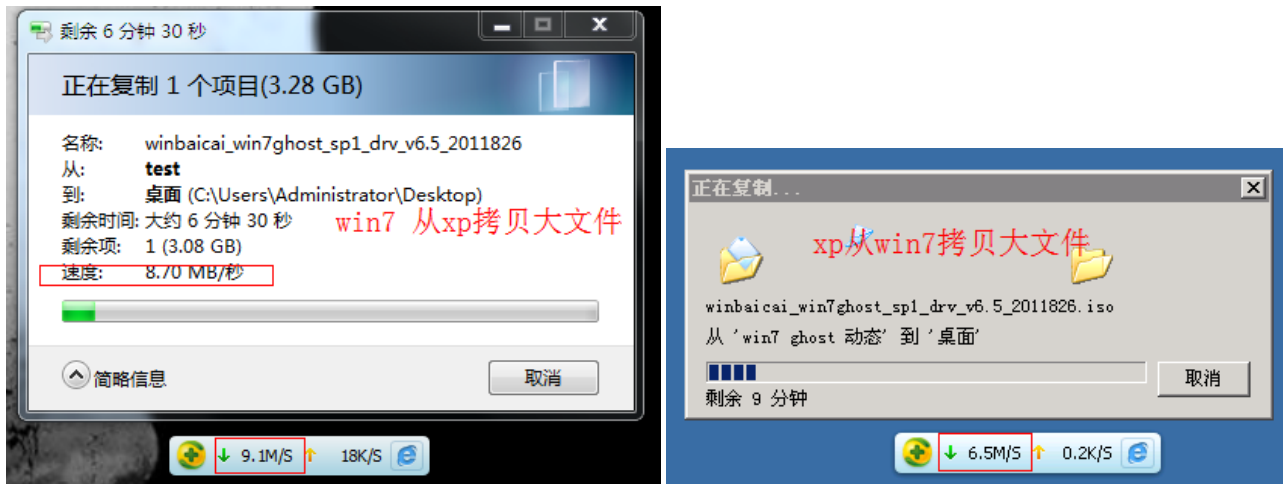 剩余 6 分钟 30 秒
正在复制 1 个项目(3.28 GB)
名称: winbaicai_win7ghost_sp1_drv_v6.5_2011826
从: test
到: 桌面 (C:\Users\Administrator\Desktop)
剩余时间: 大约 6 分钟 30 秒
win7 从xp拷贝大文件
剩余项: 1 (3.08 GB)
速度: 8.70 MB/秒
简略信息
取消
9.1M/S 18K/S
正在复制...
xp从win7拷贝大文件
winbaicai_win7ghost_sp1_drv_v6.5_2011826.iso
从 'win7 ghost 动态' 到 '桌面'
剩余 9 分钟
取消
6.5M/S 0.2K/S